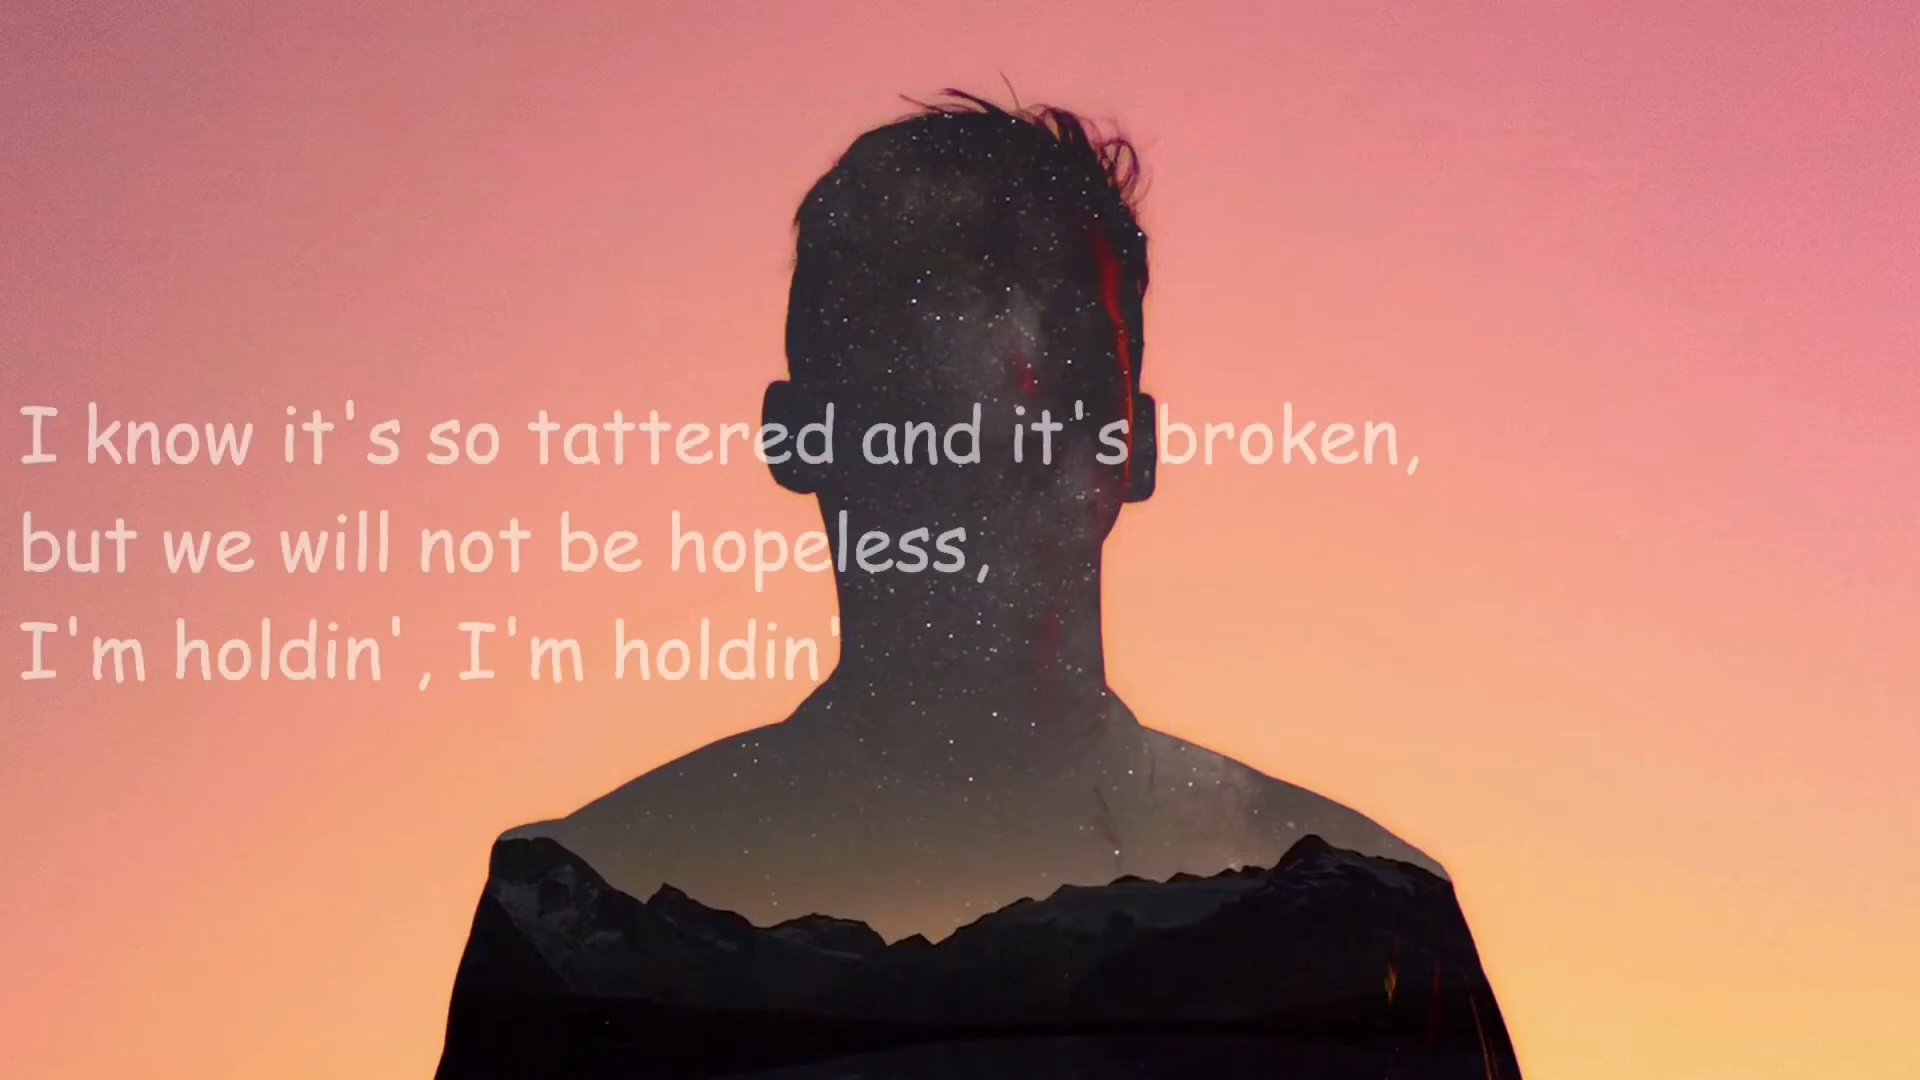 I know it's so tattered and it's broken,
but we will not be hopeless,
I'm holdin', I'm holdin'